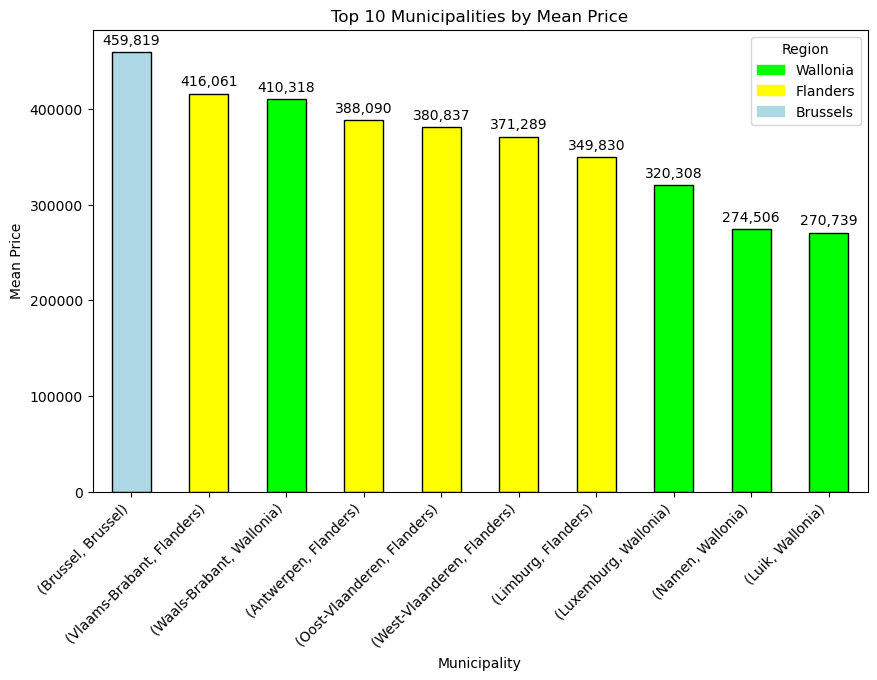 Top 10 Municipalities by Mean Price
459,819
416,061
410,318
388,090
380,837
371,289
349,830
320,308
274,506
270,739
Region
Wallonia
Flanders
Brussels
Mean Price
400000
300000
200000
100000
0
(Brussel, Brussel)
(Vlaams-Brabant, Flanders)
(Waals-Brabant, Wallonia)
(Antwerpen, Flanders)
(Oost-Vlaanderen, Flanders)
(West-Vlaanderen, Flanders)
(Limburg, Flanders)
(Luxemburg, Wallonia)
(Namen, Wallonia)
(Luik, Wallonia)
Municipality